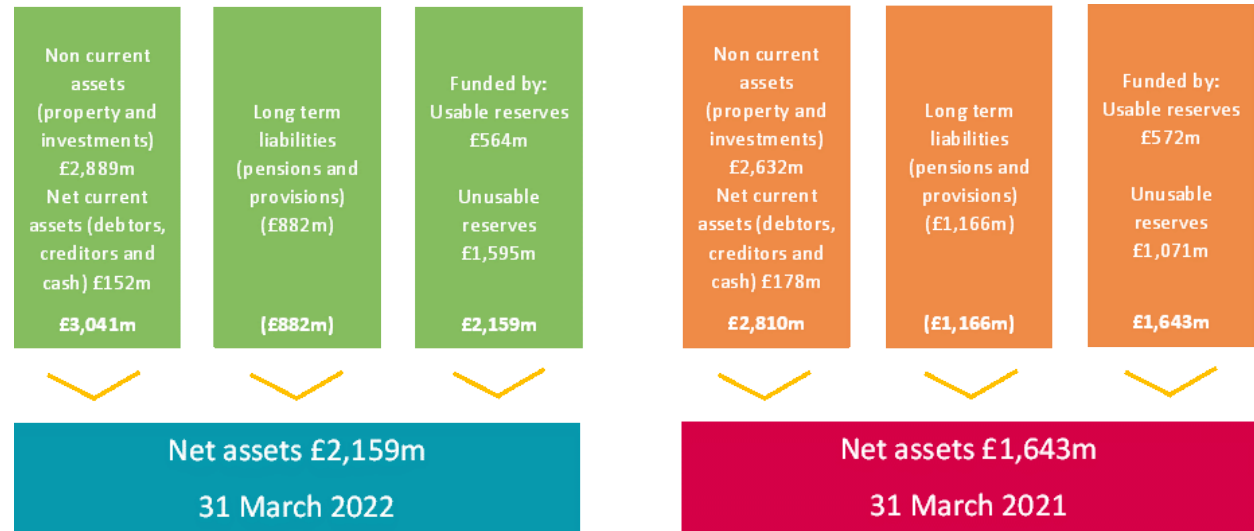 Non current
assets
(property and
investments)
£2,889m
Net current
assets (debtors,
creditors and
cash) £152m
£3,041m
Long term
liabilities
(pensions and
provisions)
(£882m)
(£882m)
Funded by:
Usable reserves
£564m
Unusable
reserves
£1,595m
£2,159m
Net assets £2,159m
31 March 2022
Non current
assets
(property and
investments)
£2,632m
Net current
assets (debtors,
creditors and
cash) £178m
£2,810m
Long term
liabilities
(pensions and
provisions)
(£1,166m)
(£1,166m)
Funded by:
Usable reserves
£572m
Unusable
reserves
£1,071m
£1,643m
Net assets £1,643m
31 March 2021